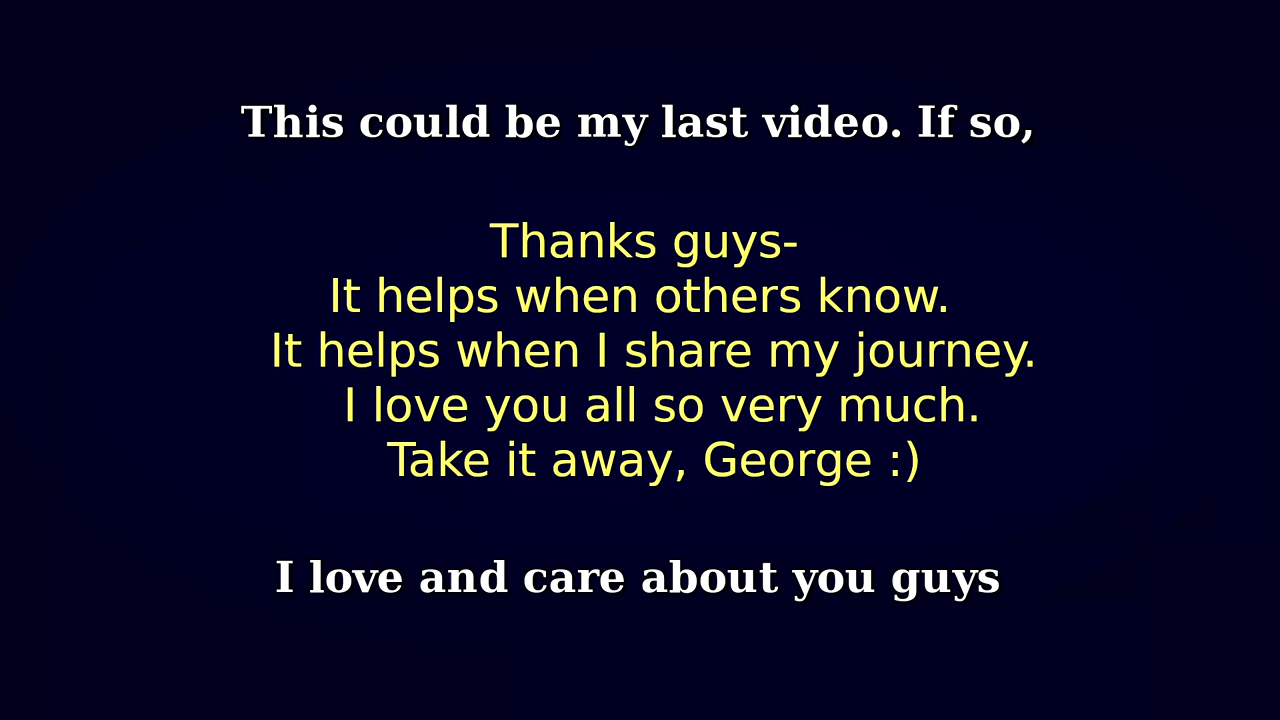 This could be my last video. If so,
Thanks guys-
It helps when others know.
It helps when I share my journey.
I love you all so very much.
Take it away, George :)
I love and care about you guys